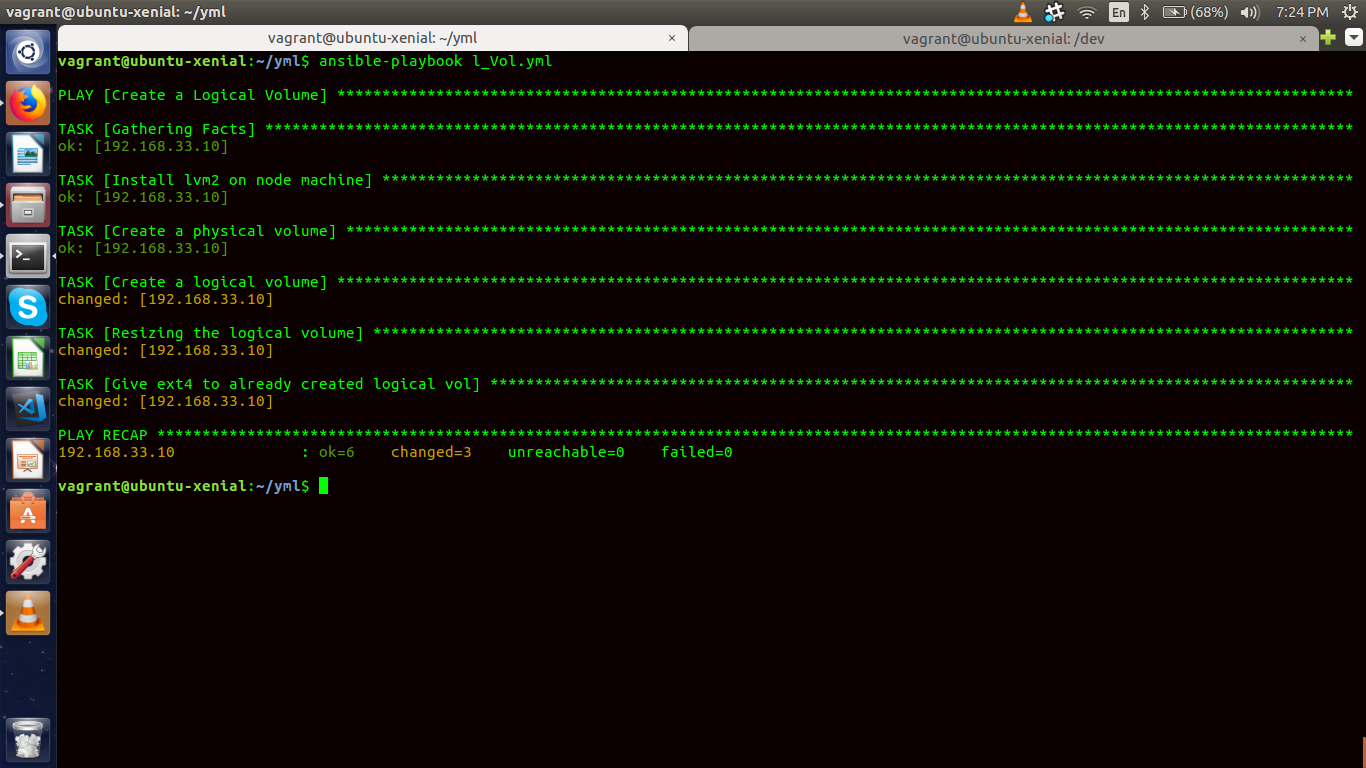 vagrant@ubuntu-xenial: ~/yml
En
(68%)
7:24 PM
vagrant@ubuntu-xenial: ~/yml ×
vagrant@ubuntu-xenial: /dev ×
vagrant@ubuntu-xenial:~/yml$ ansible-playbook l_Vol.yml
PLAY [Create a Logical Volume] *****************************************************************************************************************
TASK [Gathering Facts] *************************************************************************************************************************
ok: [192.168.33.10]
TASK [Install lvm2 on node machine] ************************************************************************************************************
ok: [192.168.33.10]
TASK [Create a physical volume] ****************************************************************************************************************
ok: [192.168.33.10]
TASK [Create a logical volume] *****************************************************************************************************************
changed: [192.168.33.10]
TASK [Resizing the logical volume] *************************************************************************************************************
changed: [192.168.33.10]
TASK [Give ext4 to already created logical vol] ************************************************************************************************
changed: [192.168.33.10]
PLAY RECAP *************************************************************************************************************************************
192.168.33.10              : ok=6    changed=3    unreachable=0    failed=0
vagrant@ubuntu-xenial:~/yml$